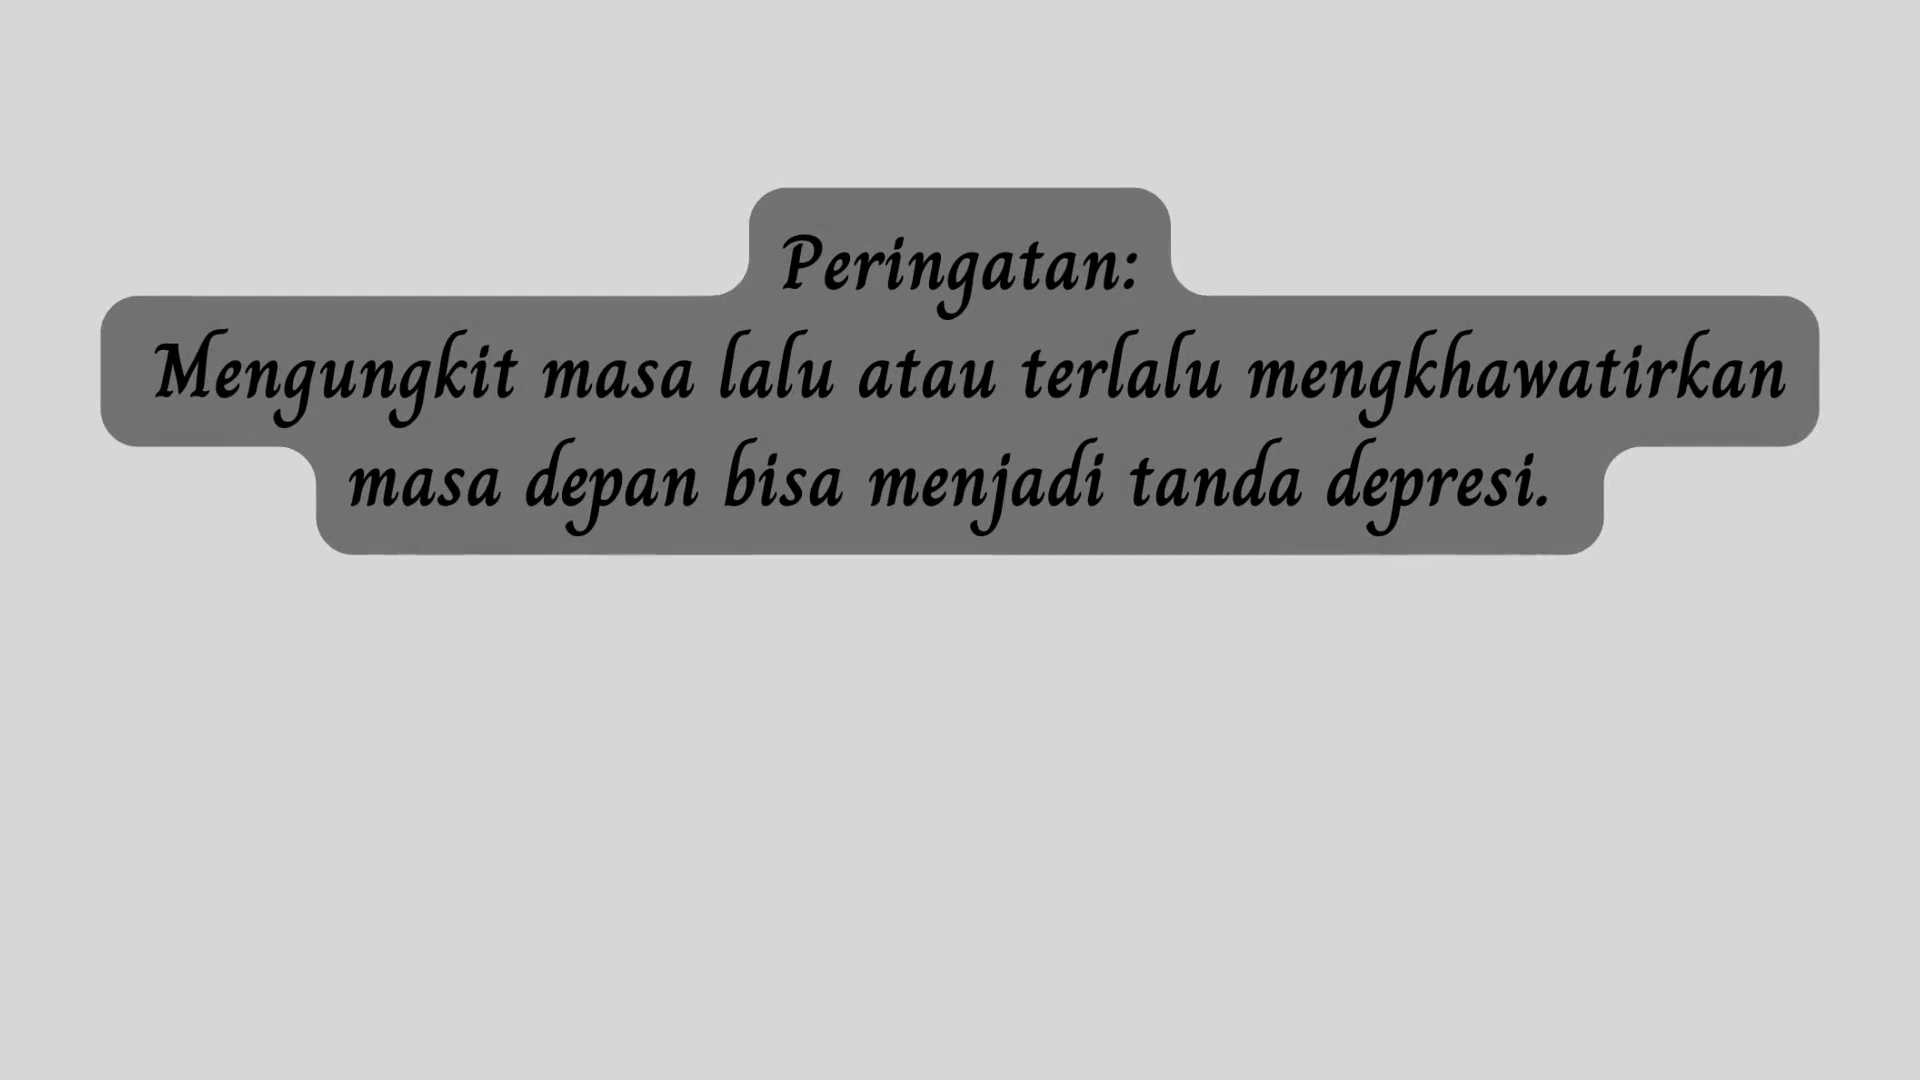 Peringatan:
Mengungkit masa lalu atau terlalu mengkhawatirkan
masa depan bisa menjadi tanda depresi.